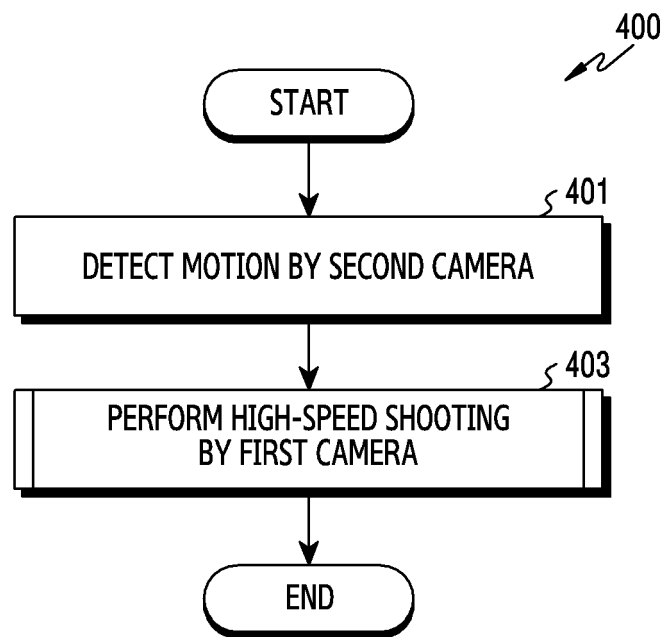 400
START
401
DETECT MOTION BY SECOND CAMERA
403
PERFORM HIGH-SPEED SHOOTING
BY FIRST CAMERA
END